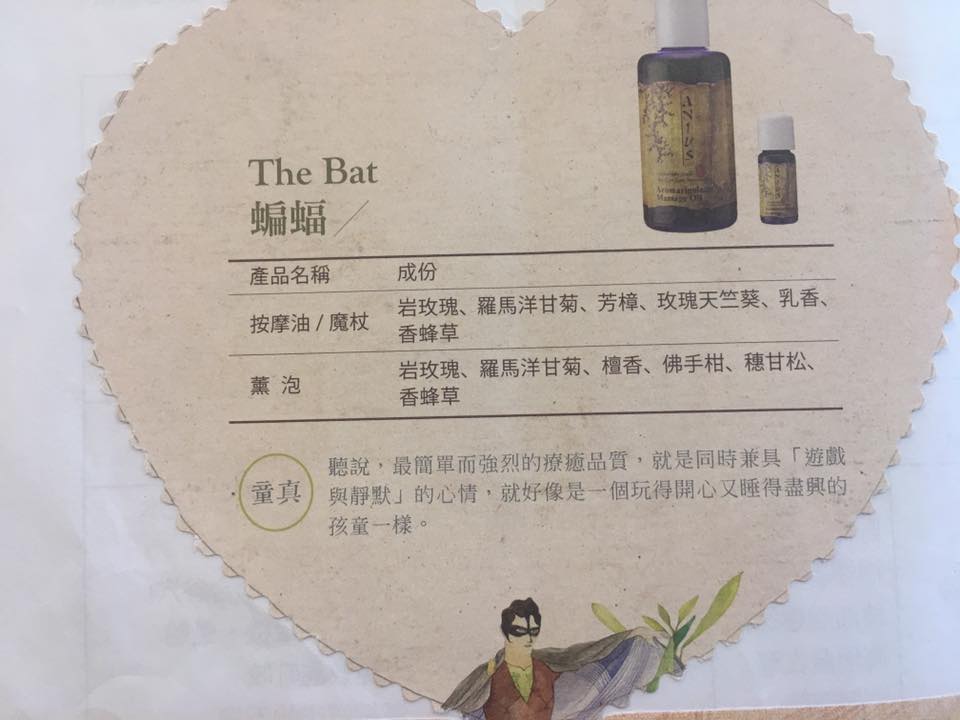 ANIUS
Massage Oil
The Bat
蝙蝠/
產品名稱 成份
按摩油/魔杖 岩玫瑰、羅馬洋甘菊、芳樟、玫瑰天竺葵、乳香、
香蜂草
薰 泡 岩玫瑰、羅馬洋甘菊、檀香、佛手柑、穗甘松、
香蜂草
童真
聽說,最簡單而強烈的療癒品質,就是同時兼具「遊戲
與靜默」的心情,就好像是一個玩得開心又睡得盡興的
孩童一樣。